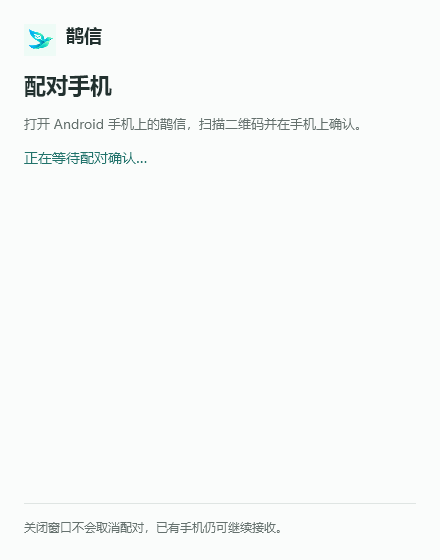 鹊信
配对手机
打开 Android 手机上的鹊信，扫描二维码并在手机上确认。
正在等待配对确认...
关闭窗口不会取消配对，已有手机仍可继续接收。